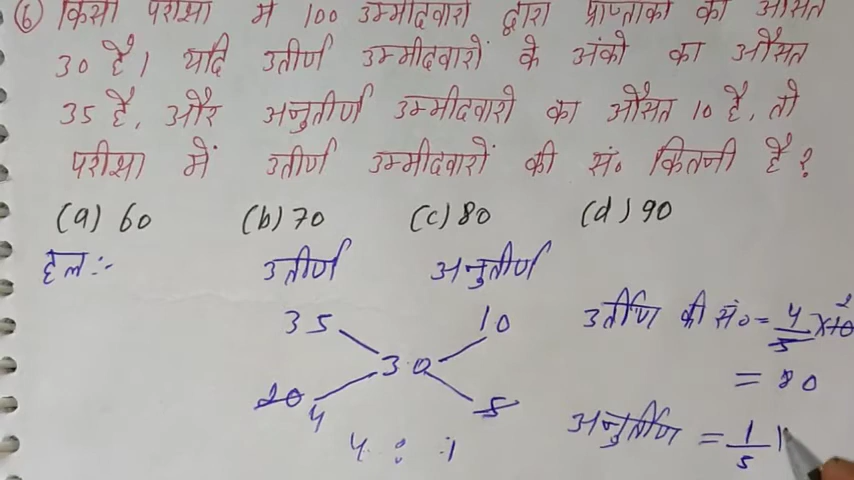 ⑥ किसी परीक्षा में 100 उम्मीदवारो द्वारा प्राप्तांको का औसत
30 है। यदि उतीर्ण उम्मीदवारों के अंको का औसत
35 है, और अनुतीर्ण उम्मीदवारो का औसत 10 है, तो
परीक्षा में उतीर्ण उम्मीदवारों की सं० कितनी है?
(a) 60 (b) 70 (c) 80 (d) 90
हल:- उतीर्ण अनुतीर्ण
35 10 उतीर्ण की सं० = 4/5 ×
30 = 80
20 5
4 अनुतीर्ण = 1/5
4 : 1